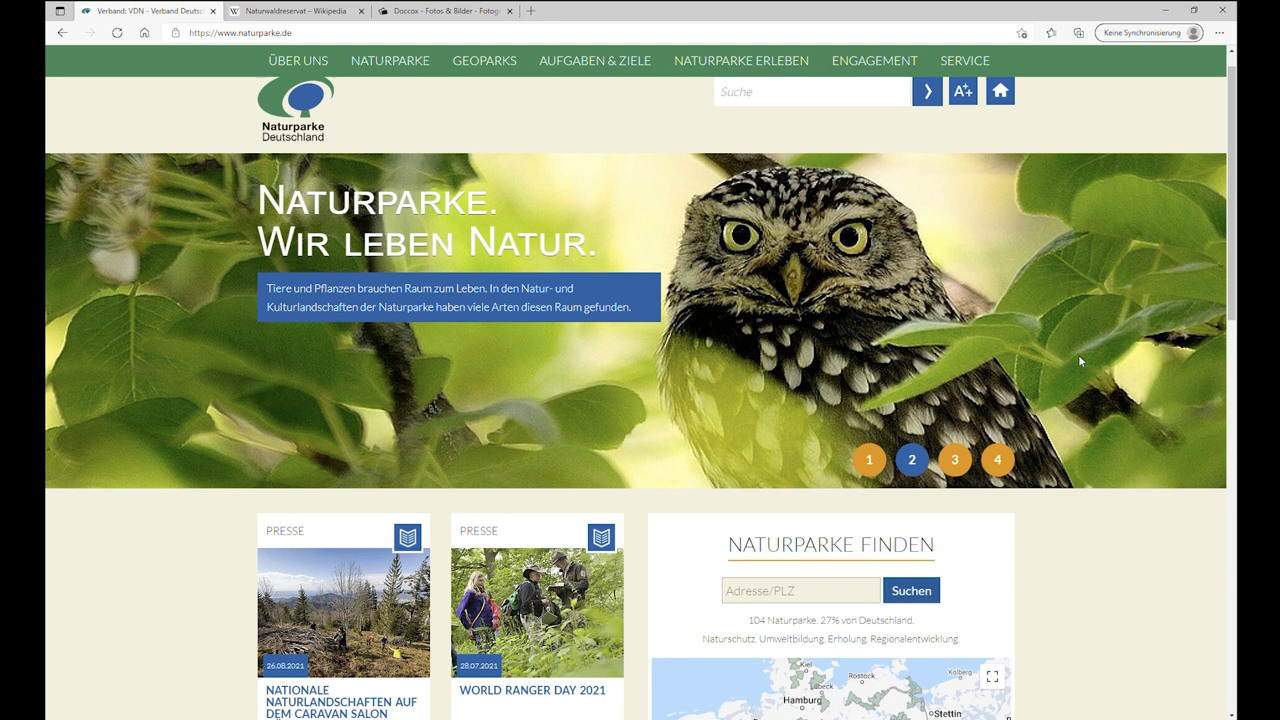 Verband: VDN - Verband Deutsc
Naturwaldreservat – Wikipedia
Doccox - Fotos & Bilder - Fotog
https://www.naturparke.de
Keine Synchronisierung
ÜBER UNS
NATURPARKE
GEOPARKS
AUFGABEN & ZIELE
NATURPARKE ERLEBEN
ENGAGEMENT
SERVICE
Naturparke
Deutschland
Suche
A++
NATURPARKE.
WIR LEBEN NATUR.
Tiere und Pflanzen brauchen Raum zum Leben. In den Natur- und
Kulturlandschaften der Naturparke haben viele Arten diesen Raum gefunden.
1 2 3 4
PRESSE
26.08.2021
NATIONALE
NATURLANDSCHAFTEN AUF
DEM CARAVAN SALON
PRESSE
28.07.2021
WORLD RANGER DAY 2021
NATURPARKE FINDEN
Adresse/PLZ
Suchen
104 Naturparke. 27% von Deutschland.
Naturschutz. Umweltbildung. Erholung. Regionalentwicklung.
Kiel
Lübeck
Rostock
Kolberg
Hamburg
Stettin